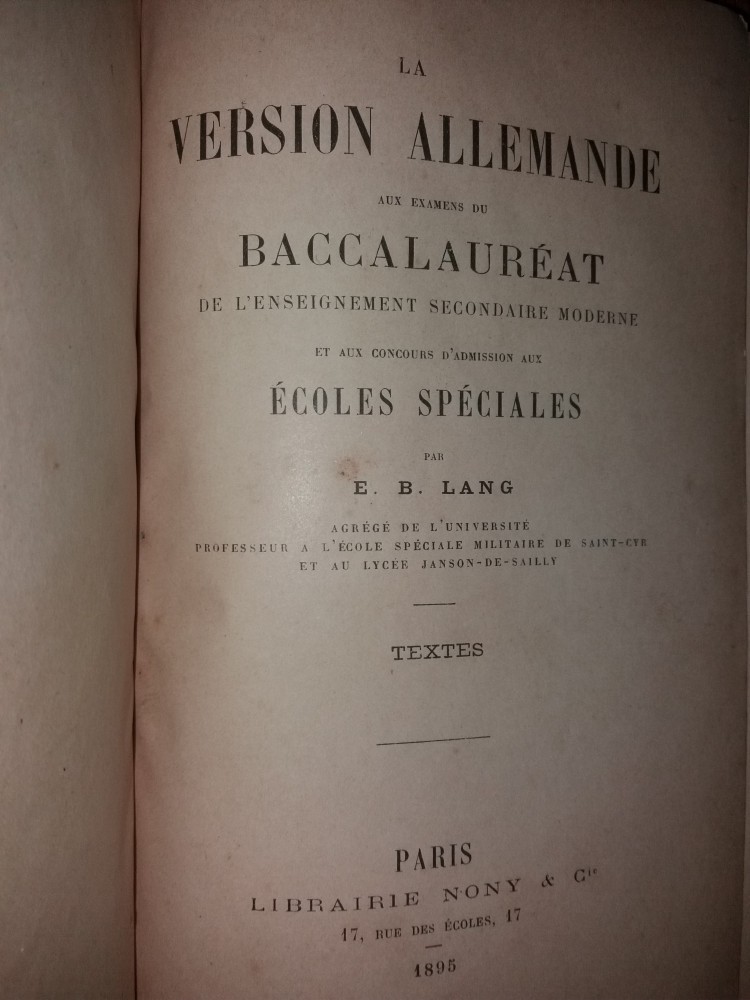 LA
VERSION ALLEMANDE
AUX EXAMENS DU
BACCALAURÉAT
DE L'ENSEIGNEMENT SECONDAIRE MODERNE
ET AUX CONCOURS D'ADMISSION AUX
ÉCOLES SPÉCIALES
PAR
E. B. LANG
AGRÉGÉ DE L'UNIVERSITÉ
PROFESSEUR A L'ÉCOLE SPÉCIALE MILITAIRE DE SAINT-CYR
ET AU LYCÉE JANSON-DE-SAILLY
TEXTES
PARIS
LIBRAIRIE NONY & Cie
17, RUE DES ÉCOLES, 17
1895